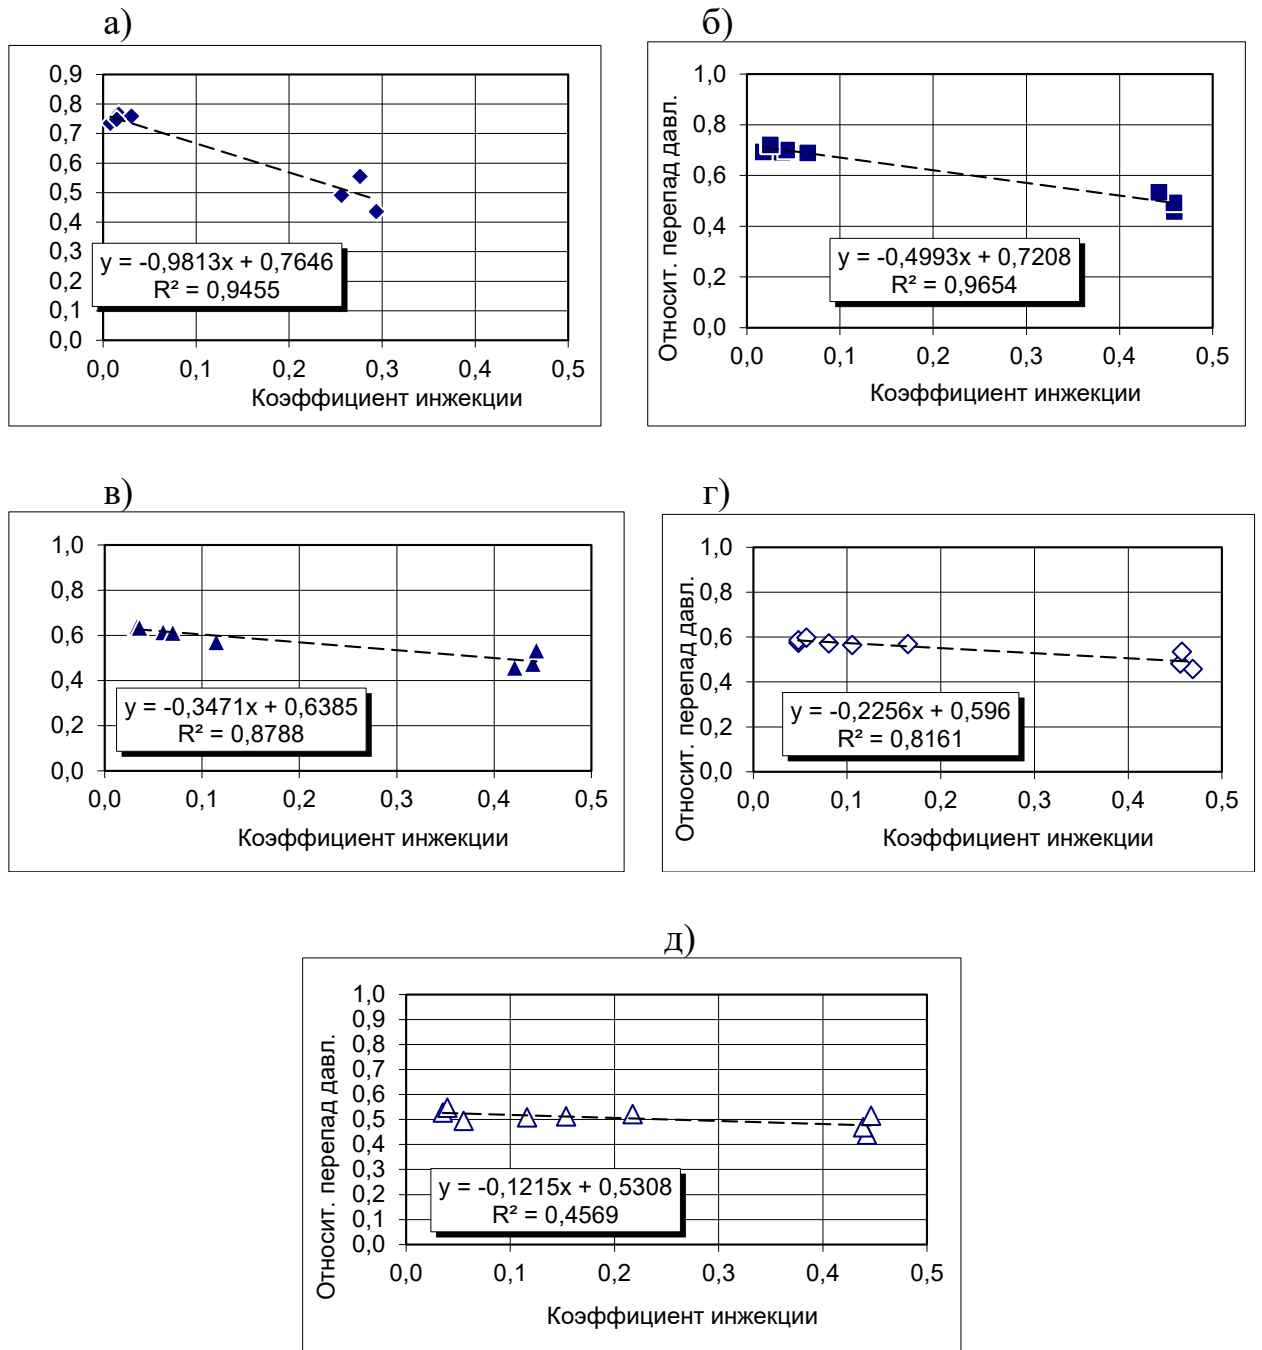 а)
0,9
0,8
0,7
0,6
0,5
0,4
0,3
0,2
0,1
0,0
y = -0,9813x + 0,7646
R² = 0,9455
0,0 0,1 0,2 0,3 0,4 0,5
Коэффициент инжекции
б)
Относит. перепад давл.
1,0
0,8
0,6
0,4
0,2
0,0
y = -0,4993x + 0,7208
R² = 0,9654
0,0 0,1 0,2 0,3 0,4 0,5
Коэффициент инжекции
в)
1,0
0,8
0,6
0,4
0,2
0,0
y = -0,3471x + 0,6385
R² = 0,8788
0,0 0,1 0,2 0,3 0,4 0,5
Коэффициент инжекции
г)
Относит. перепад давл.
1,0
0,8
0,6
0,4
0,2
0,0
y = -0,2256x + 0,596
R² = 0,8161
0,0 0,1 0,2 0,3 0,4 0,5
Коэффициент инжекции
д)
Относит. перепад давл.
1,0
0,9
0,8
0,7
0,6
0,5
0,4
0,3
0,2
0,1
0,0
y = -0,1215x + 0,5308
R² = 0,4569
0,0 0,1 0,2 0,3 0,4 0,5
Коэффициент инжекции